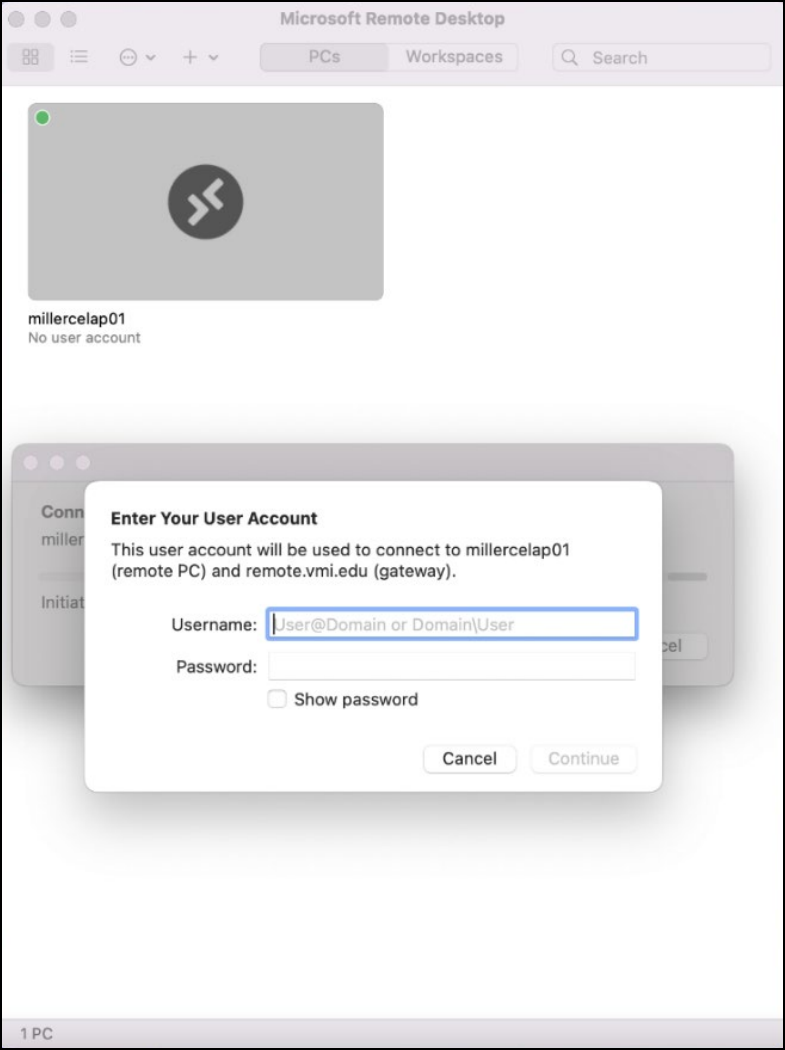 Microsoft Remote Desktop
PCs Workspaces Search
millercelap01
No user account
Conn
miller
Initiat
cel
Enter Your User Account
This user account will be used to connect to millercelap01
(remote PC) and remote.vmi.edu (gateway).
Username: User@Domain or Domain\User
Password:
Show password
Cancel Continue
1 PC